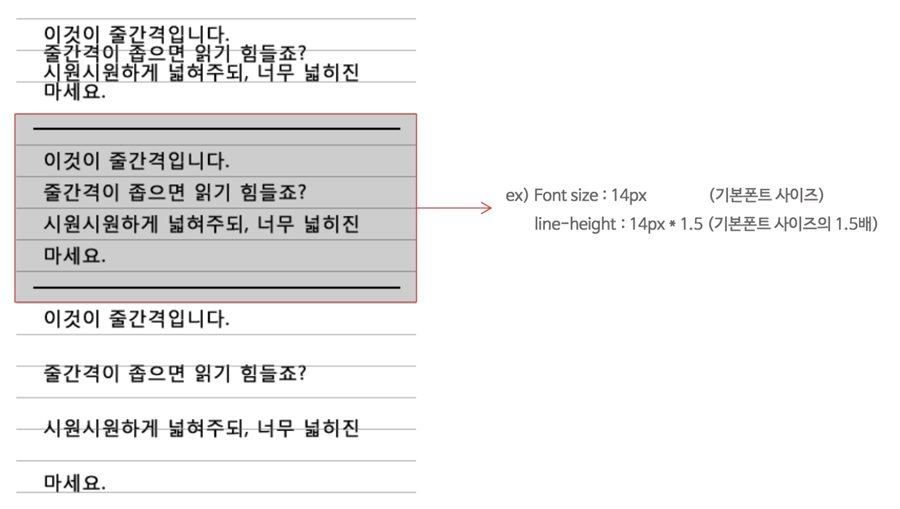 이것이 줄간격입니다.
줄간격이 좁으면 읽기 힘들죠?
시원시원하게 넓혀주되, 너무 넓히진
마세요.
이것이 줄간격입니다.
줄간격이 좁으면 읽기 힘들죠?
시원시원하게 넓혀주되, 너무 넓히진
마세요.
ex) Font size : 14px (기본폰트 사이즈)
line-height : 14px * 1.5 (기본폰트 사이즈의 1.5배)
이것이 줄간격입니다.
줄간격이 좁으면 읽기 힘들죠?
시원시원하게 넓혀주되, 너무 넓히진
마세요.